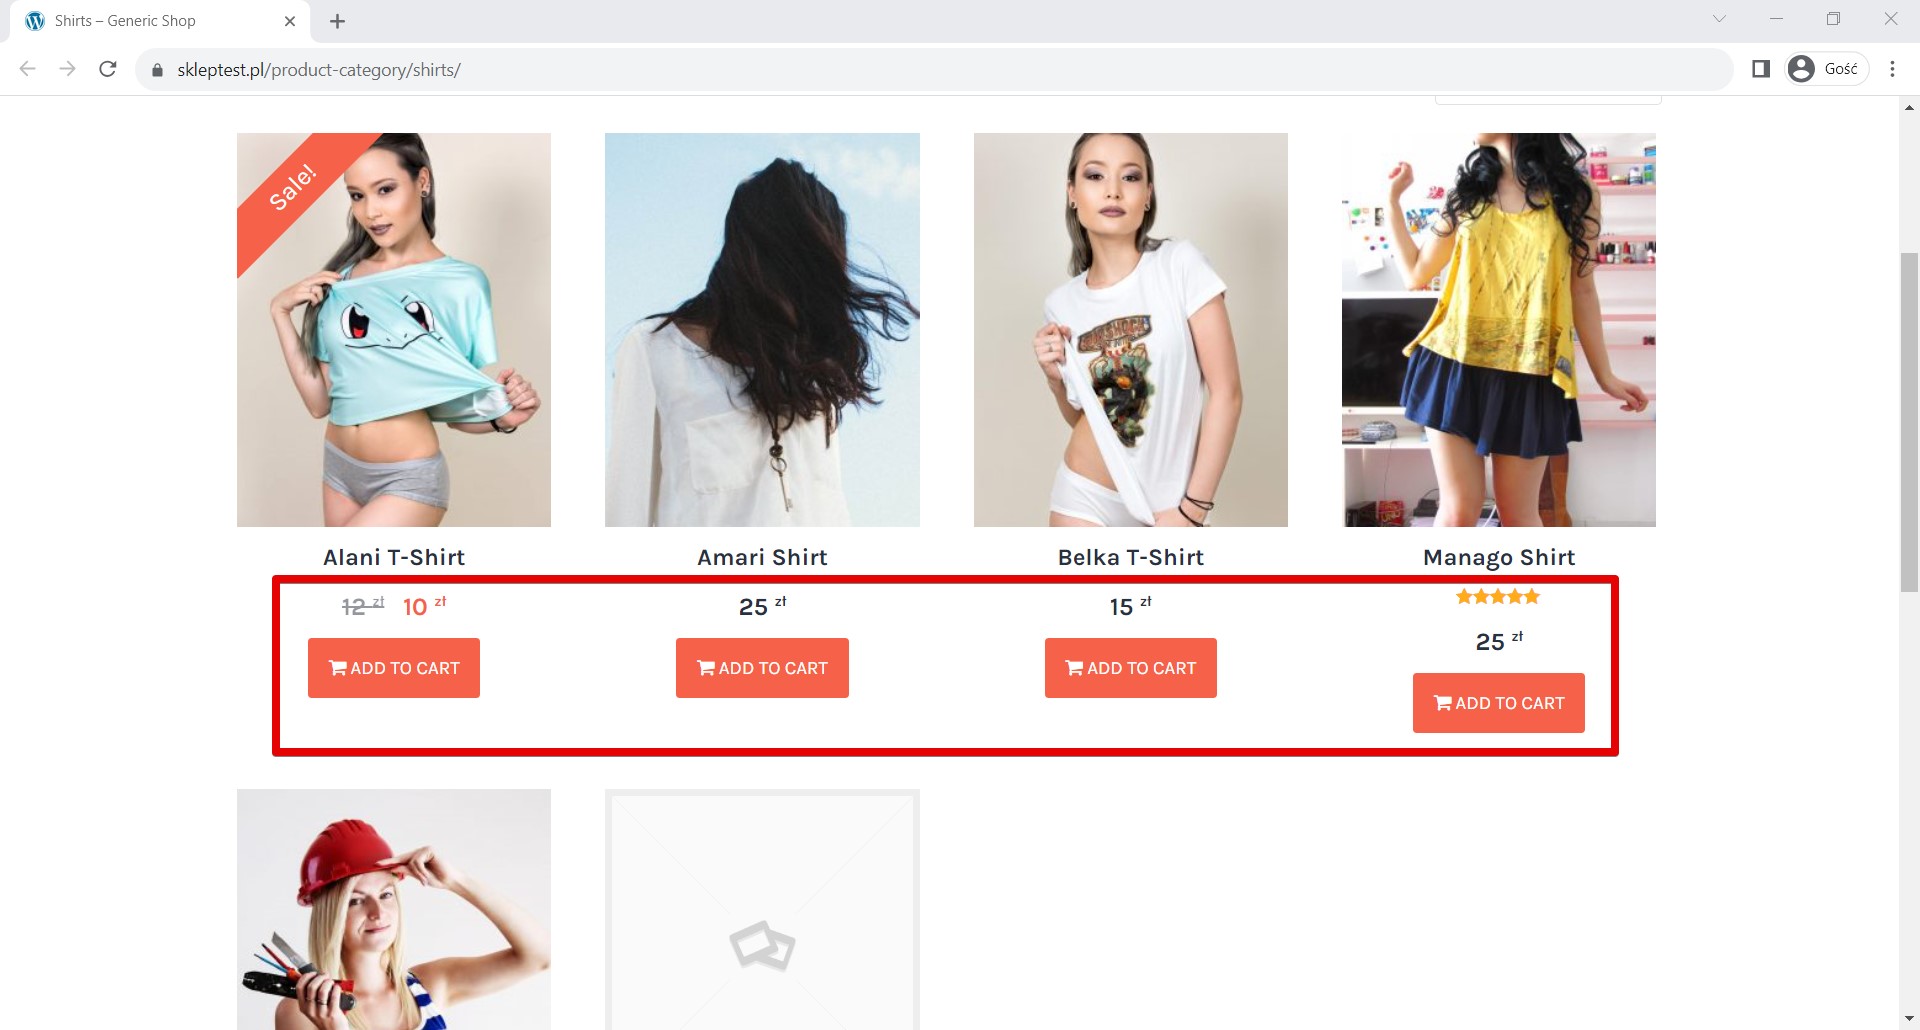 Shirts – Generic Shop
skleptest.pl/product-category/shirts/
Gość
Sale!
Alani T-Shirt
Amari Shirt
Belka T-Shirt
Manago Shirt
12 zł 10 zł
25 zł
15 zł
25 zł
ADD TO CART
ADD TO CART
ADD TO CART
ADD TO CART